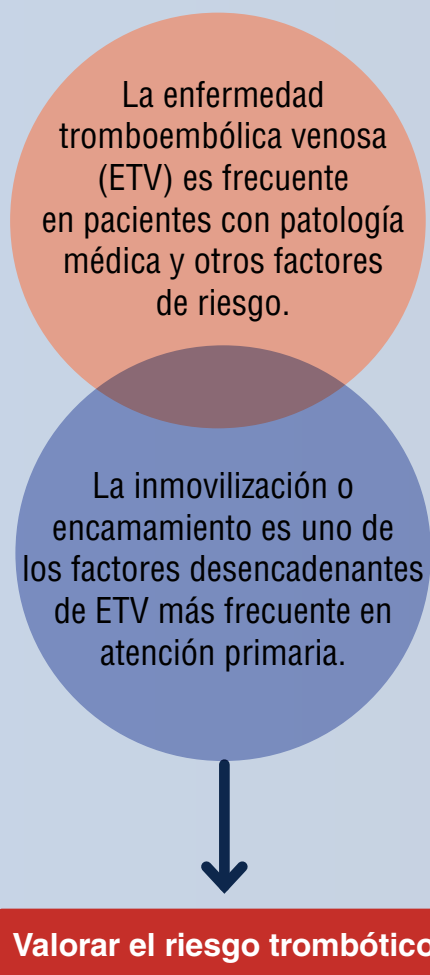 La enfermedad
tromboembólica venosa
(ETV) es frecuente
en pacientes con patología
médica y otros factores
de riesgo.
La inmovilización o
encamamiento es uno de
los factores desencadenantes
de ETV más frecuente en
atención primaria.
Valorar el riesgo trombótico